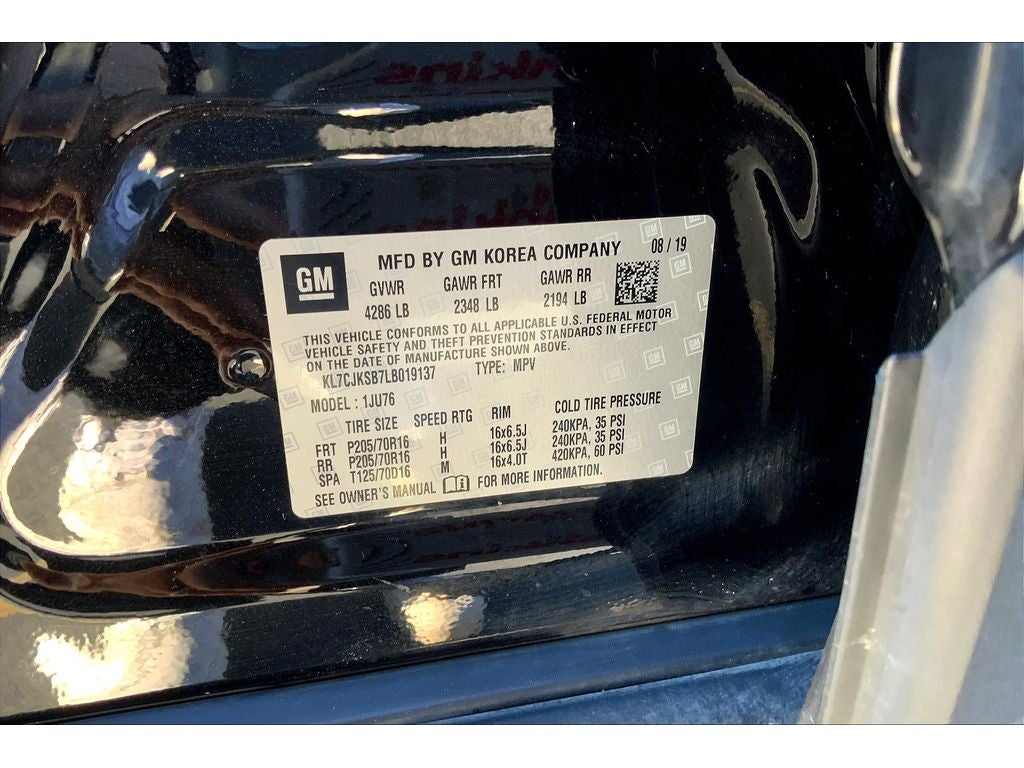 GM
MFD BY GM KOREA COMPANY 08 / 19
GVWR GAWR FRT GAWR RR
4286 LB 2348 LB 2194 LB
THIS VEHICLE CONFORMS TO ALL APPLICABLE U.S. FEDERAL MOTOR
VEHICLE SAFETY AND THEFT PREVENTION STANDARDS IN EFFECT
ON THE DATE OF MANUFACTURE SHOWN ABOVE.
KL7CJKSB7LB019137 TYPE: MPV
MODEL : 1JU76
TIRE SIZE SPEED RTG RIM COLD TIRE PRESSURE
FRT P205/70R16 H 16x6.5J 240KPA, 35 PSI
RR P205/70R16 H 16x6.5J 240KPA, 35 PSI
SPA T125/70D16 M 16x4.0T 420KPA, 60 PSI
SEE OWNER'S MANUAL FOR MORE INFORMATION.